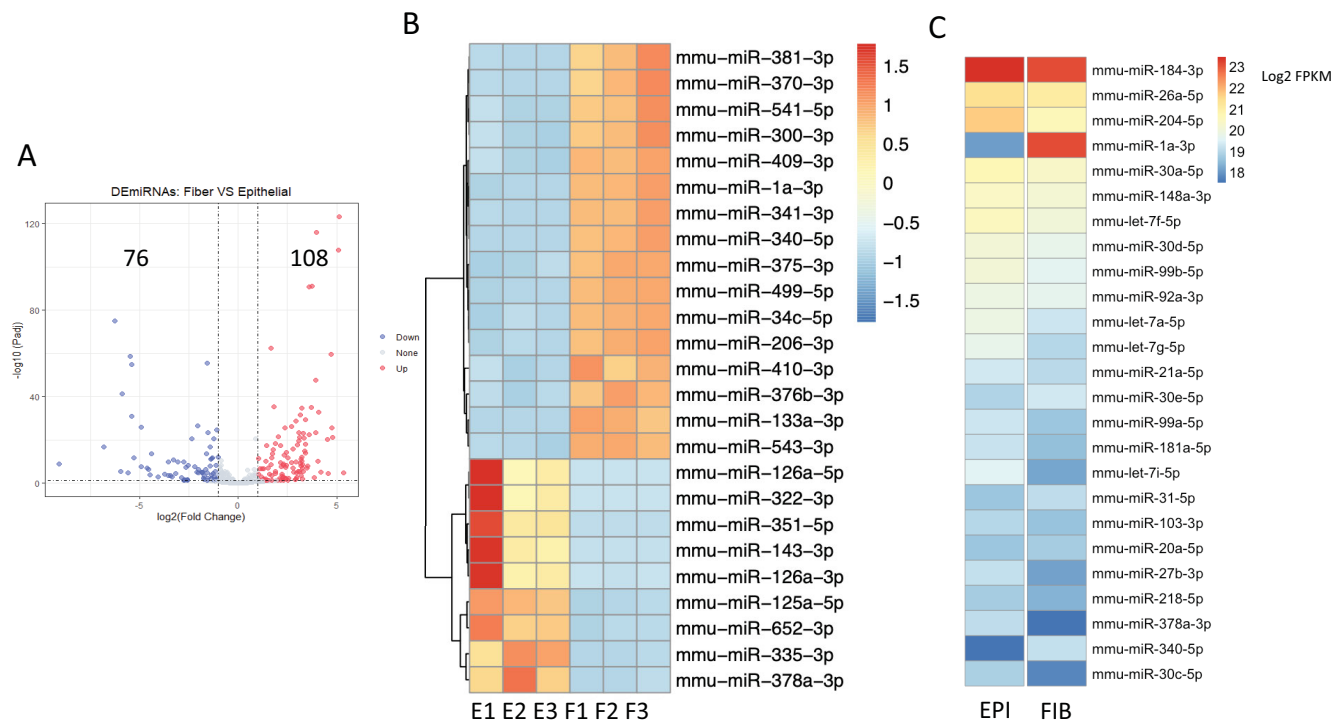 A
DEmiRNAs: Fiber VS Epithelial
76
108
120
80
40
0
-5
0
5
-log10 (Padj)
log2(Fold Change)
Down
None
Up
B
mmu-miR-381-3p
mmu-miR-370-3p
mmu-miR-541-5p
mmu-miR-300-3p
mmu-miR-409-3p
mmu-miR-1a-3p
mmu-miR-341-3p
mmu-miR-340-5p
mmu-miR-375-3p
mmu-miR-499-5p
mmu-miR-34c-5p
mmu-miR-206-3p
mmu-miR-410-3p
mmu-miR-376b-3p
mmu-miR-133a-3p
mmu-miR-543-3p
mmu-miR-126a-5p
mmu-miR-322-3p
mmu-miR-351-5p
mmu-miR-143-3p
mmu-miR-126a-3p
mmu-miR-125a-5p
mmu-miR-652-3p
mmu-miR-335-3p
mmu-miR-378a-3p
E1 E2 E3 F1 F2 F3
1.5
1
0.5
0
−0.5
−1
−1.5
C
mmu-miR-184-3p
mmu-miR-26a-5p
mmu-miR-204-5p
mmu-miR-1a-3p
mmu-miR-30a-5p
mmu-miR-148a-3p
mmu-let-7f-5p
mmu-miR-30d-5p
mmu-miR-99b-5p
mmu-miR-92a-3p
mmu-let-7a-5p
mmu-let-7g-5p
mmu-miR-21a-5p
mmu-miR-30e-5p
mmu-miR-99a-5p
mmu-miR-181a-5p
mmu-let-7i-5p
mmu-miR-31-5p
mmu-miR-103-3p
mmu-miR-20a-5p
mmu-miR-27b-3p
mmu-miR-218-5p
mmu-miR-378a-3p
mmu-miR-340-5p
mmu-miR-30c-5p
EPI FIB
23
22
21
20
19
18
Log2 FPKM